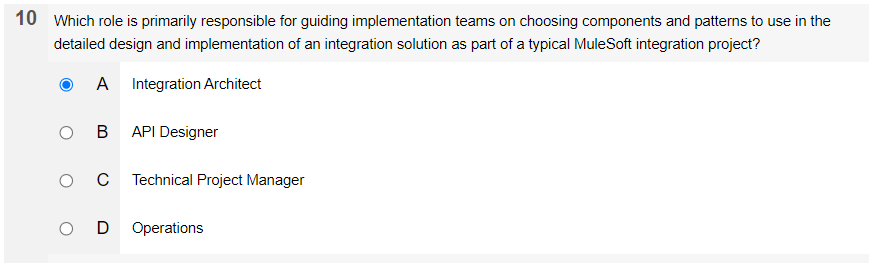 10 Which role is primarily responsible for guiding implementation teams on choosing components and patterns to use in the
detailed design and implementation of an integration solution as part of a typical MuleSoft integration project?
A Integration Architect
B API Designer
C Technical Project Manager
D Operations